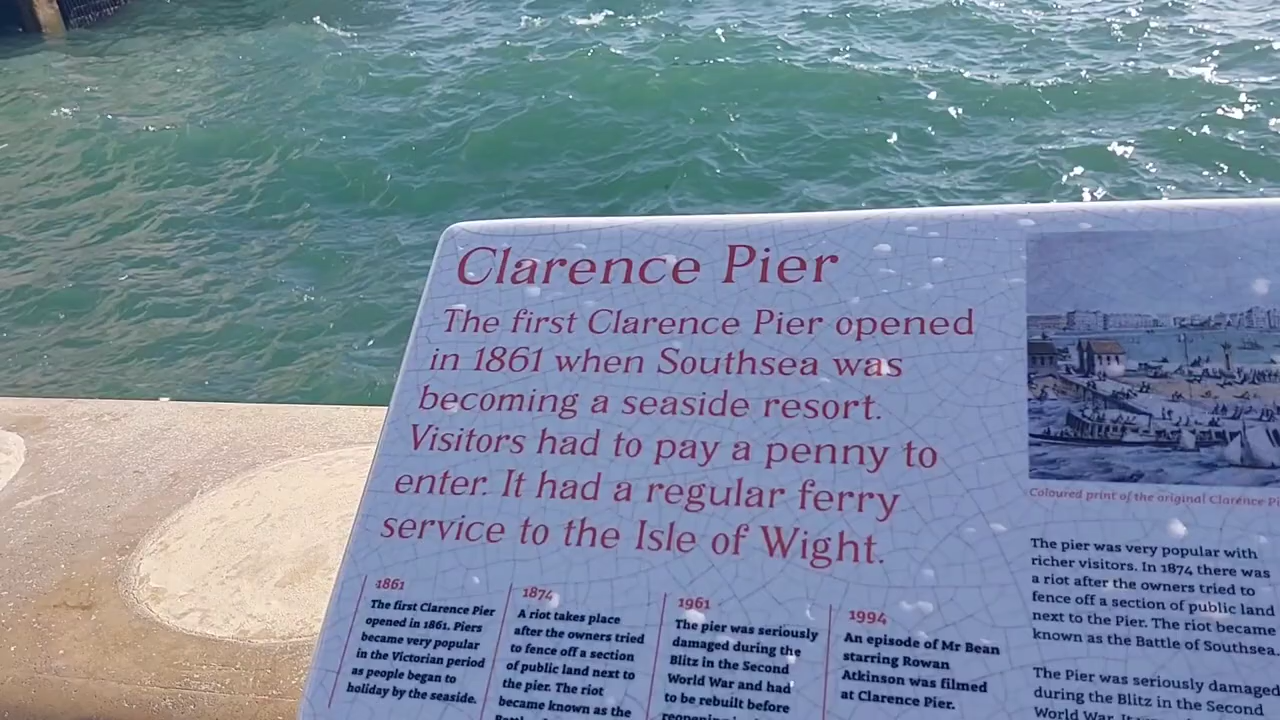 Clarence Pier
The first Clarence Pier opened
in 1861 when Southsea was
becoming a seaside resort.
Visitors had to pay a penny to
enter. It had a regular ferry
service to the Isle of Wight.
1861
The first Clarence Pier
opened in 1861. Piers
became very popular
in the Victorian period
as people began to
holiday by the seaside.
1874
A riot takes place
after the owners tried
to fence off a section
of public land next to
the pier. The riot
became known as the
1961
The pier was seriously
damaged during the
Blitz in the Second
World War and had
to be rebuilt before
1994
An episode of Mr Bean
starring Rowan
Atkinson was filmed
at Clarence Pier.
Coloured print of the original Clarence
The pier was very popular with
richer visitors. In 1874 there was
a riot after the owners tried to
fence off a section of public land
next to the Pier. The riot became
known as the Battle of Southsea.
The Pier was seriously damaged
during the Blitz in the Second
World War,